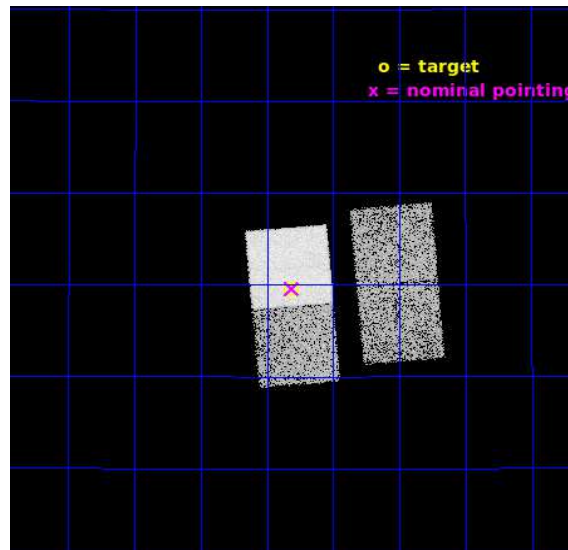 o = target
x = nominal pointing